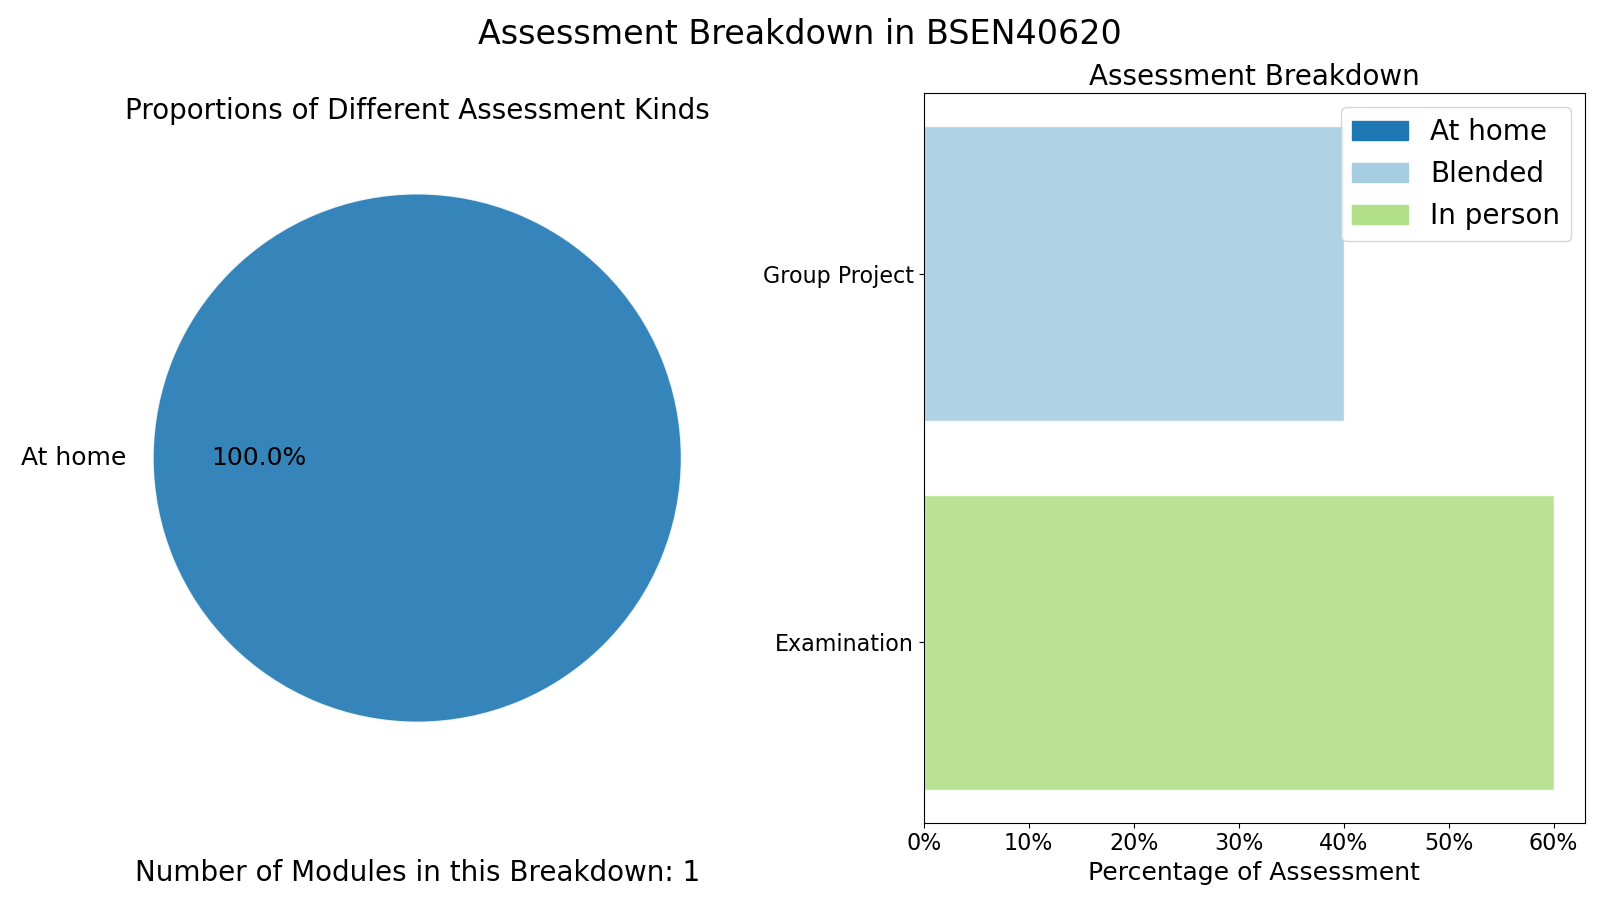 Assessment Breakdown in BSEN40620
Proportions of Different Assessment Kinds
At home
100.0%
Number of Modules in this Breakdown: 1
Assessment Breakdown
At home
Blended
In person
Group Project
Examination
0% 10% 20% 30% 40% 50% 60%
Percentage of Assessment